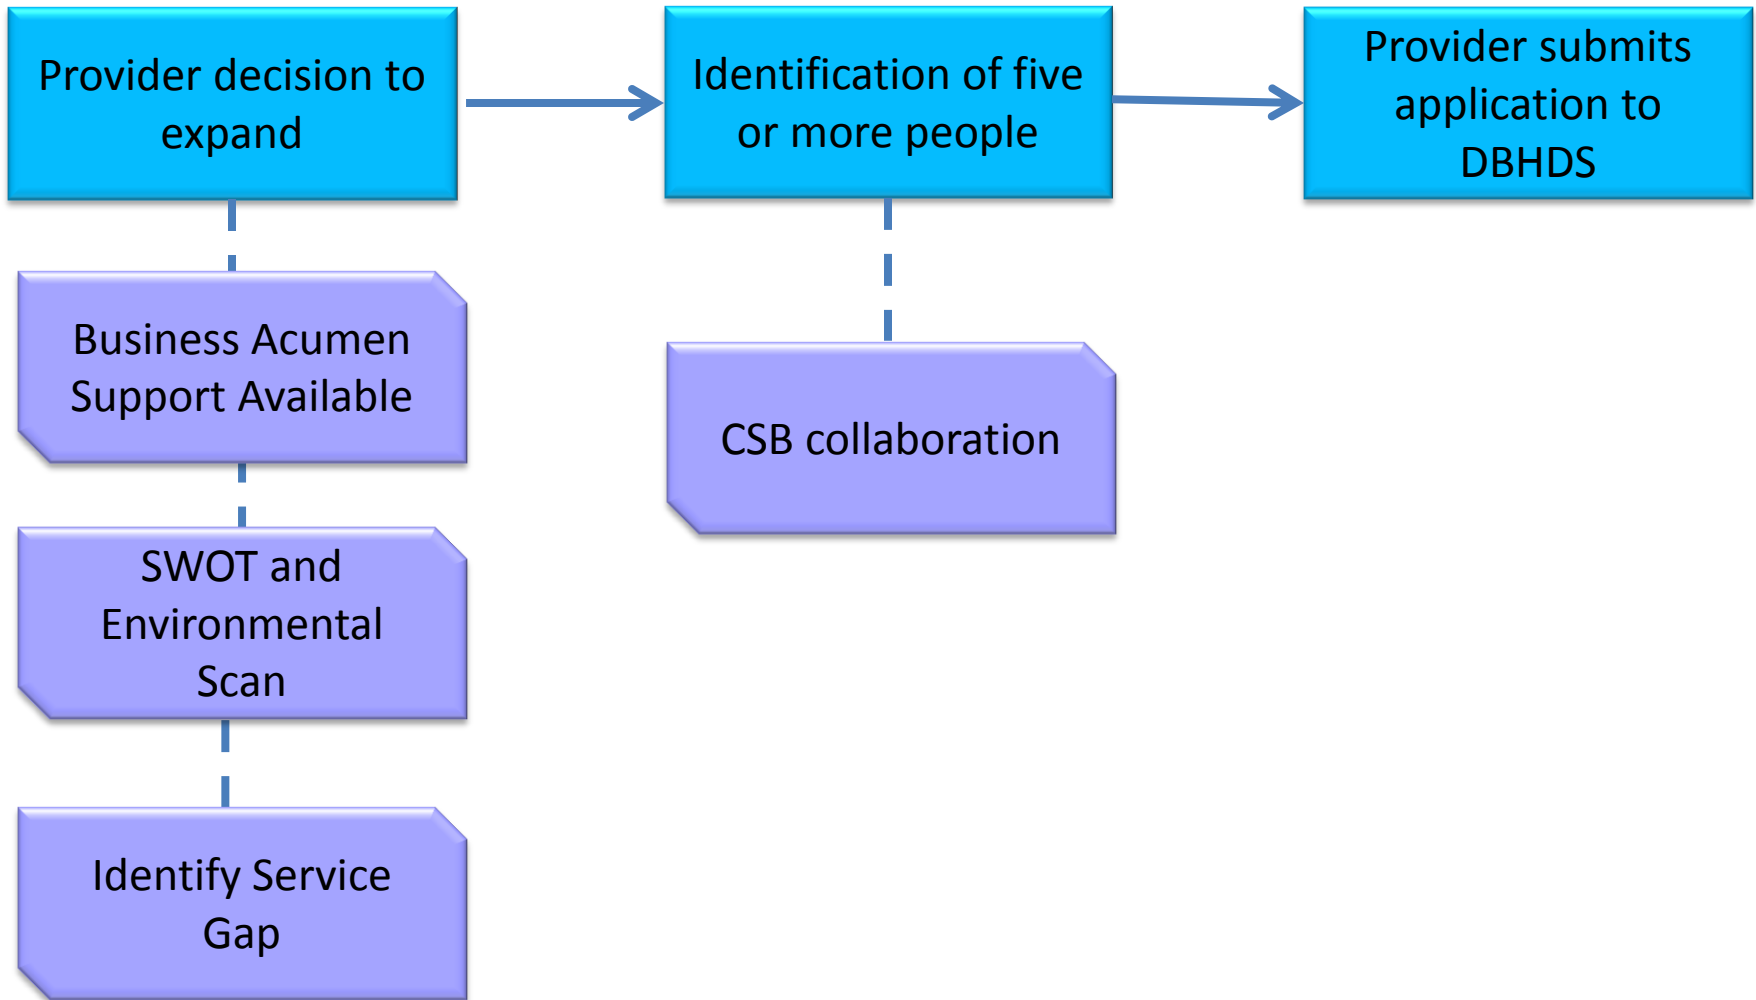 Provider decision to
expand
Identification of five
or more people
Provider submits
application to
DBHDS
Business Acumen
Support Available
CSB collaboration
SWOT and
Environmental
Scan
Identify Service
Gap